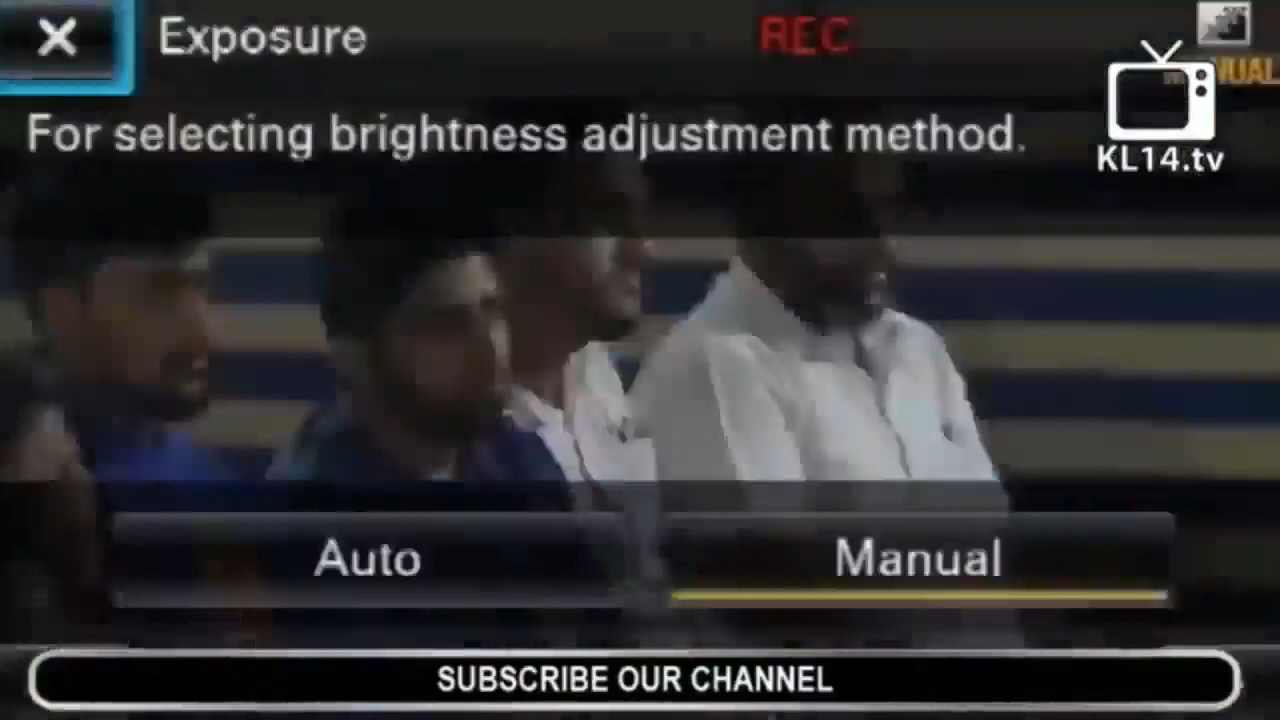 Exposure
REC
For selecting brightness adjustment method.
KL14.tv
Auto
Manual
SUBSCRIBE OUR CHANNEL